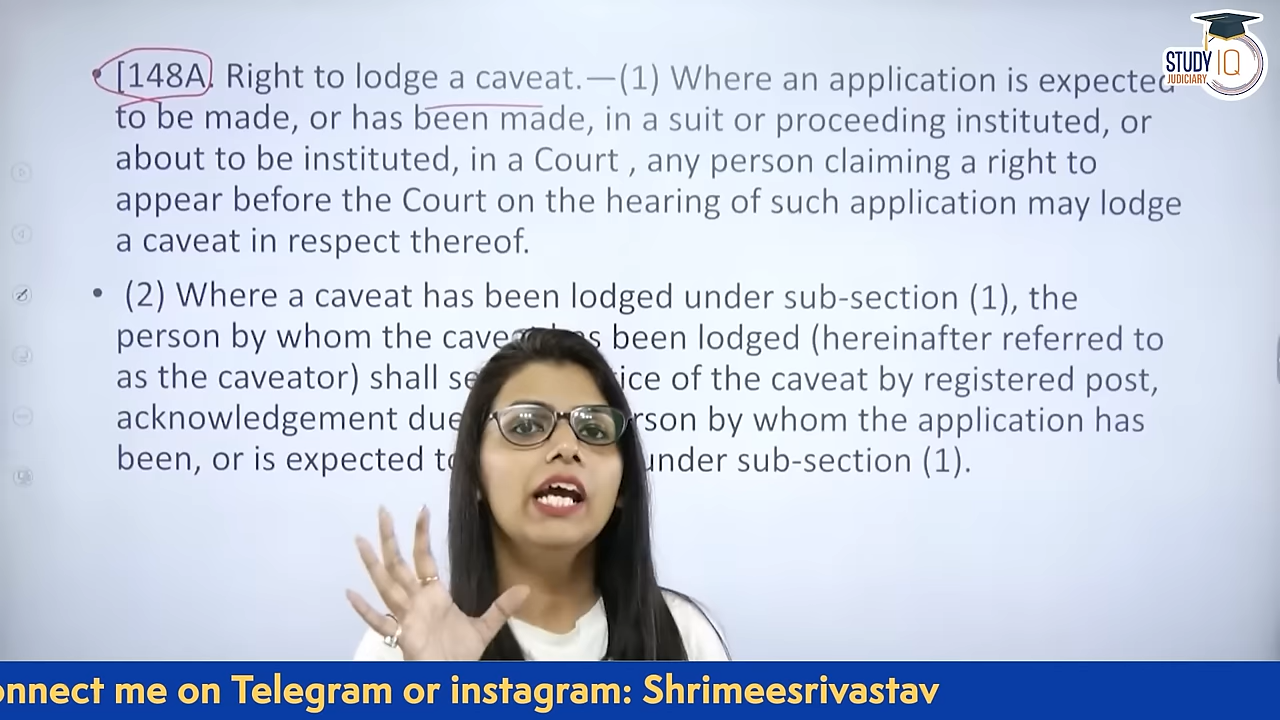 STUDY IQ
JUDICIARY
• [148A. Right to lodge a caveat.—(1) Where an application is expected
to be made, or has been made, in a suit or proceeding instituted, or
about to be instituted, in a Court , any person claiming a right to
appear before the Court on the hearing of such application may lodge
a caveat in respect thereof.
• (2) Where a caveat has been lodged under sub-section (1), the
person by whom the been lodged (hereinafter referred to
as the caveator) shall of the caveat by registered post,
acknowledgement due by whom the application has
been, or is expected under sub-section (1).
onnect me on Telegram or instagram: Shrimeesrivastav